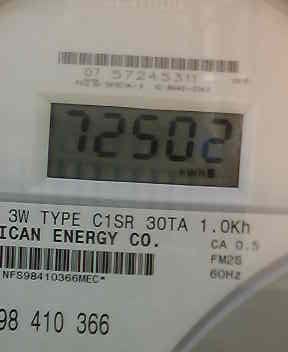 07 57245311
72502
kWh
3W TYPE C1SR 30TA 1.0Kh
ICAN ENERGY CO.
CA 0.5
FM2S
60Hz
NFS98410366MEC*
98 410 366